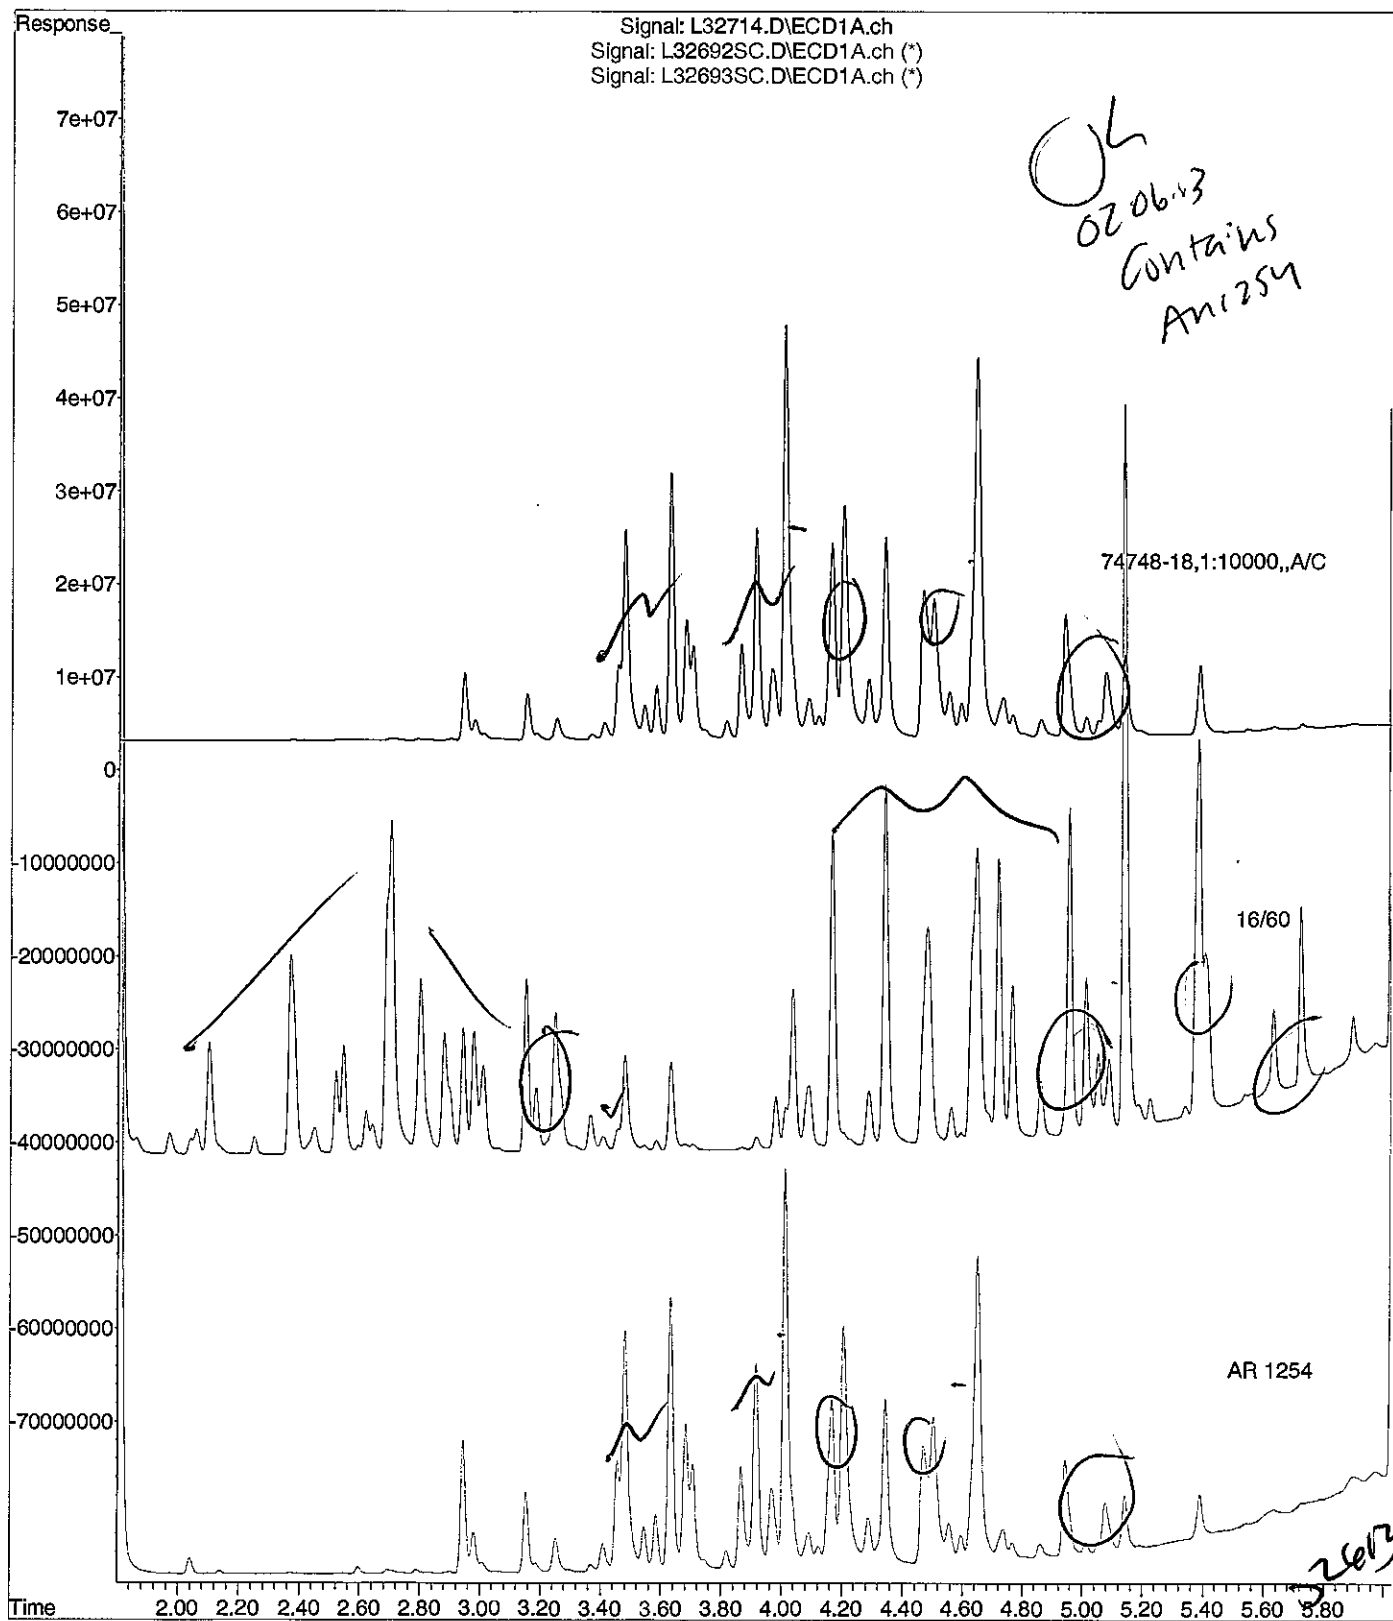 Response_
Signal: L32714.D\ECD1A.ch
Signal: L32692SC.D\ECD1A.ch (*)
Signal: L32693SC.D\ECD1A.ch (*)
7e+07
6e+07
5e+07
4e+07
3e+07
2e+07
1e+07
0
-10000000
-20000000
-30000000
-40000000
-50000000
-60000000
-70000000
OK
02.06.13
Contains
Ar1254
74748-18,1:10000,,A/C
16/60
AR 1254
Time
2.00 2.20 2.40 2.60 2.80 3.00 3.20 3.40 3.60 3.80 4.00 4.20 4.40 4.60 4.80 5.00 5.20 5.40 5.60 5.80